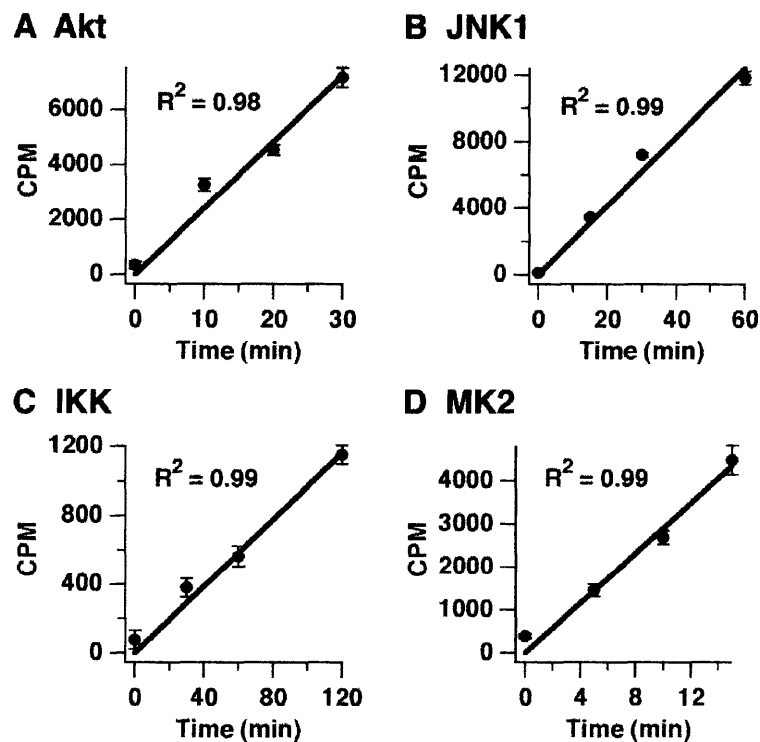 A Akt
R² = 0.98
CPM
6000
4000
2000
0
0 10 20 30
Time (min)
B JNK1
R² = 0.99
CPM
12000
8000
4000
0
0 20 40 60
Time (min)
C IKK
R² = 0.99
CPM
1200
800
400
0
0 40 80 120
Time (min)
D MK2
R² = 0.99
CPM
4000
3000
2000
1000
0
0 4 8 12
Time (min)